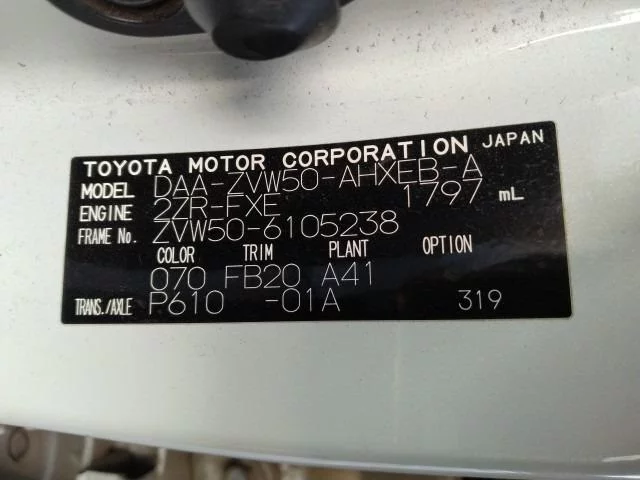 TOYOTA MOTOR CORPORATION JAPAN
MODEL DAA-ZVW50-AHXEB-A
ENGINE 2ZR-FXE 1797 mL
FRAME No. ZVW50-6105238
COLOR TRIM PLANT OPTION
070 FB20 A41
TRANS./AXLE P610 -01A 319